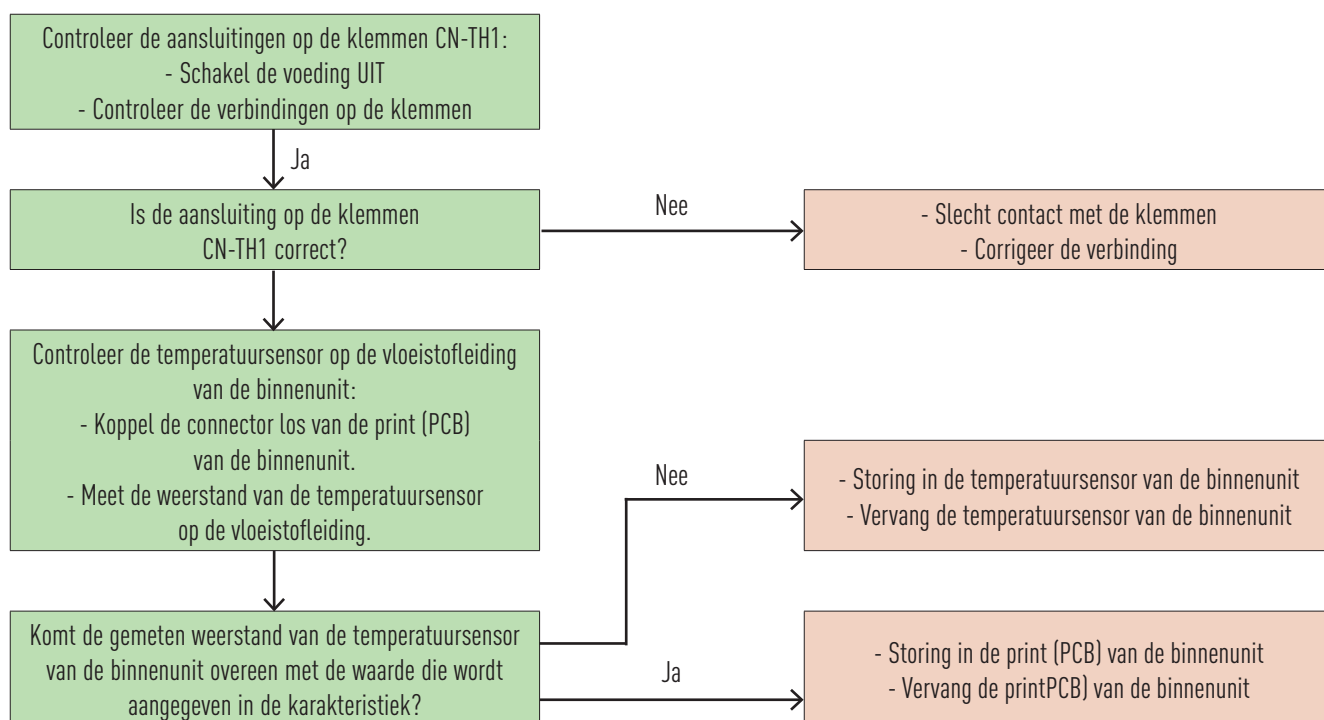 Controleer de aansluitingen op de klemmen CN-TH1:
- Schakel de voeding UIT
- Controleer de verbindingen op de klemmen
Ja
Is de aansluiting op de klemmen
CN-TH1 correct?
Nee
- Slecht contact met de klemmen
- Corrigeer de verbinding
Controleer de temperatuursensor op de vloeistofleiding
van de binnenunit:
- Koppel de connector los van de print (PCB)
van de binnenunit.
- Meet de weerstand van de temperatuursensor
op de vloeistofleiding.
Nee
- Storing in de temperatuursensor van de binnenunit
- Vervang de temperatuursensor van de binnenunit
Komt de gemeten weerstand van de temperatuursensor
van de binnenunit overeen met de waarde die wordt
aangegeven in de karakteristiek?
Ja
- Storing in de print (PCB) van de binnenunit
- Vervang de printPCB) van de binnenunit